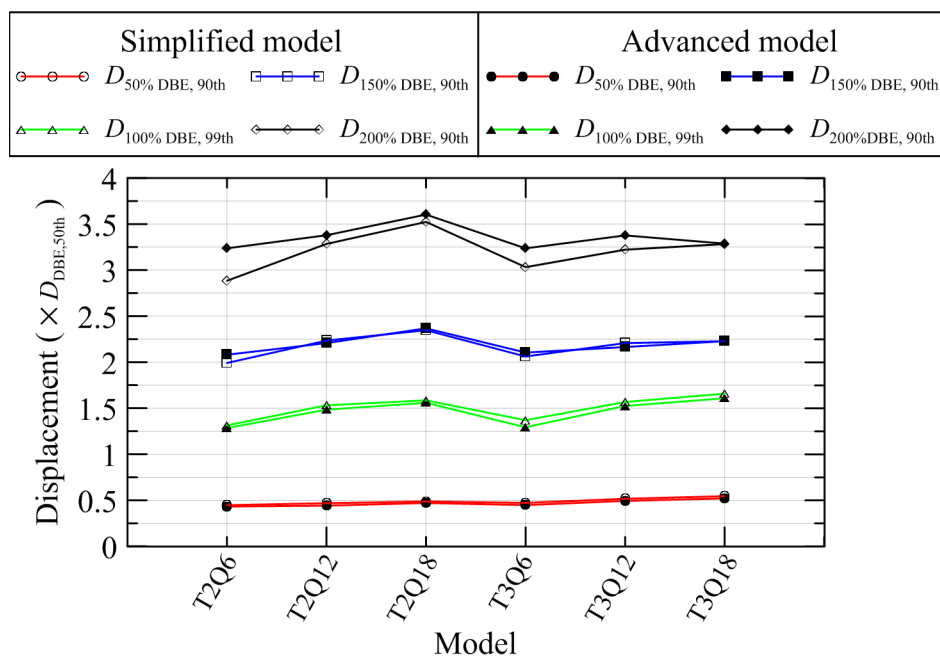 Simplified model
Advanced model
D50% DBE, 90th
D150% DBE, 90th
D50% DBE, 90th
D150% DBE, 90th
D100% DBE, 99th
D200% DBE, 90th
D100% DBE, 99th
D200%DBE, 90th
Displacement ( × DDBE,50th)
4
3.5
3
2.5
2
1.5
1
0.5
0
T2Q6
T2Q12
T2Q18
T3Q6
T3Q12
T3Q18
Model